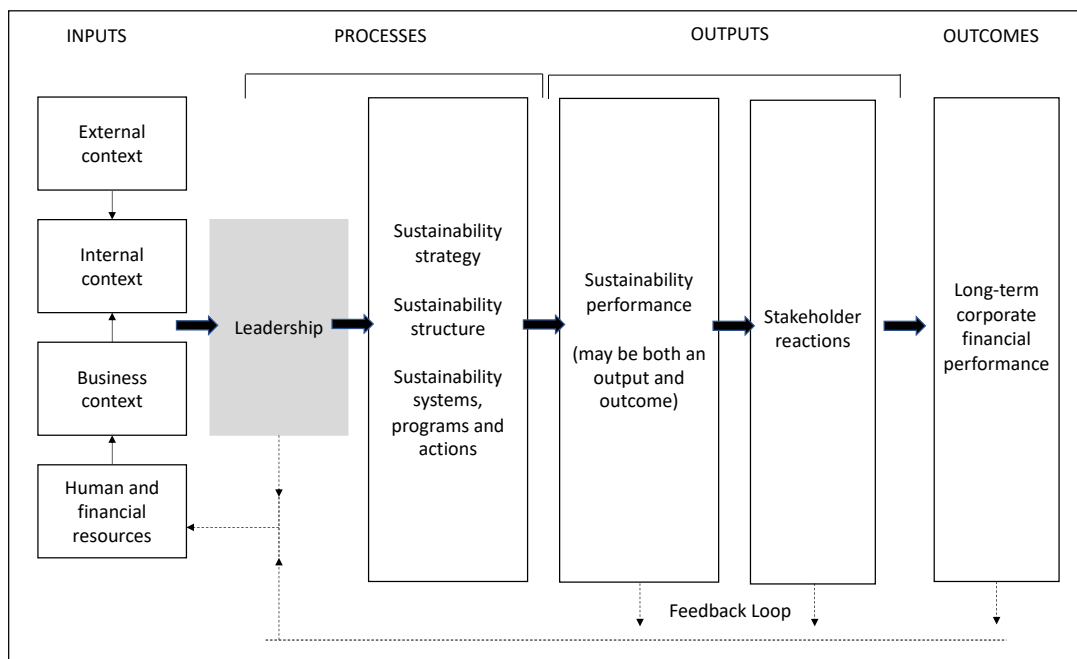 INPUTS
PROCESSES
OUTPUTS
OUTCOMES
External
context
Internal
context
Business
context
Human and
financial
resources
Leadership
Sustainability
strategy
Sustainability
structure
Sustainability
systems,
programs and
actions
Sustainability
performance
(may be both an
output and
outcome)
Stakeholder
reactions
Long-term
corporate
financial
performance
Feedback Loop